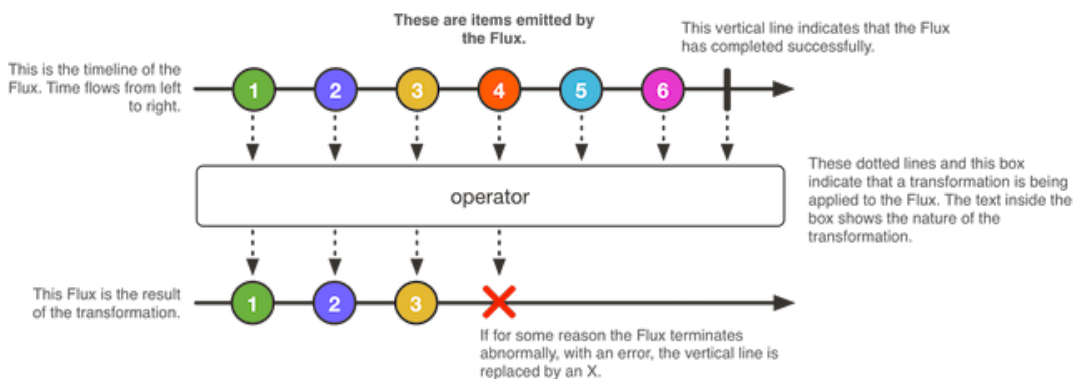 These are items emitted by
the Flux.
This vertical line indicates that the Flux
has completed successfully.
This is the timeline of the
Flux. Time flows from left
to right.
1 2 3 4 5 6
These dotted lines and this box
indicate that a transformation is being
applied to the Flux. The text inside the
box shows the nature of the
transformation.
operator
This Flux is the result
of the transformation.
1 2 3
If for some reason the Flux terminates
abnormally, with an error, the vertical line is
replaced by an X.